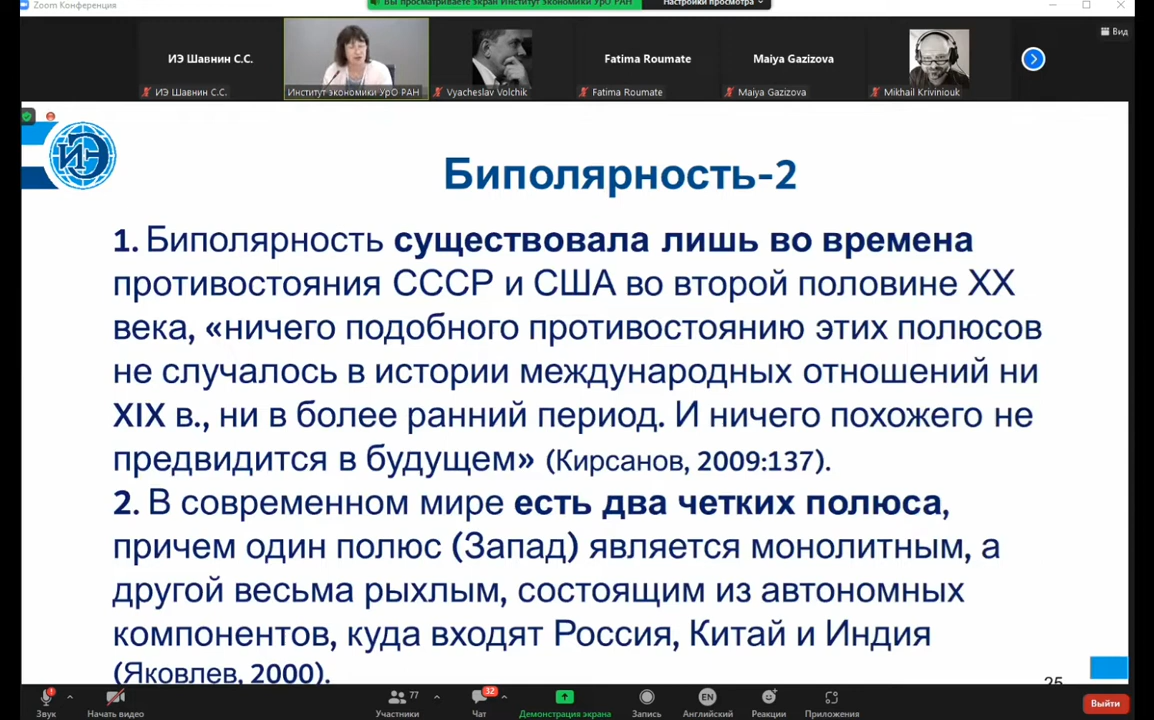 Zoom Конференция
Вы просматриваете экран Институт экономики УрО РАН
Настройки просмотра
Вид
ИЭ Шавнин С.С.
Fatima Roumate
Maiya Gazizova
ИЭ Шавнин С.С.
Институт экономики УрО РАН
Vyacheslav Volchik
Fatima Roumate
Maiya Gazizova
Mikhail Kriviniouk
ИЭ
Биполярность-2
1. Биполярность существовала лишь во времена
противостояния СССР и США во второй половине XX
века, «ничего подобного противостоянию этих полюсов
не случалось в истории международных отношений ни
XIX в., ни в более ранний период. И ничего похожего не
предвидится в будущем» (Кирсанов, 2009:137).
2. В современном мире есть два четких полюса,
причем один полюс (Запад) является монолитным, а
другой весьма рыхлым, состоящим из автономных
компонентов, куда входят Россия, Китай и Индия
(Яковлев, 2000).
25
77
32
EN
Звук
Начать видео
Участники
Чат
Демонстрация экрана
Запись
Английский
Реакции
Приложения
Выйти